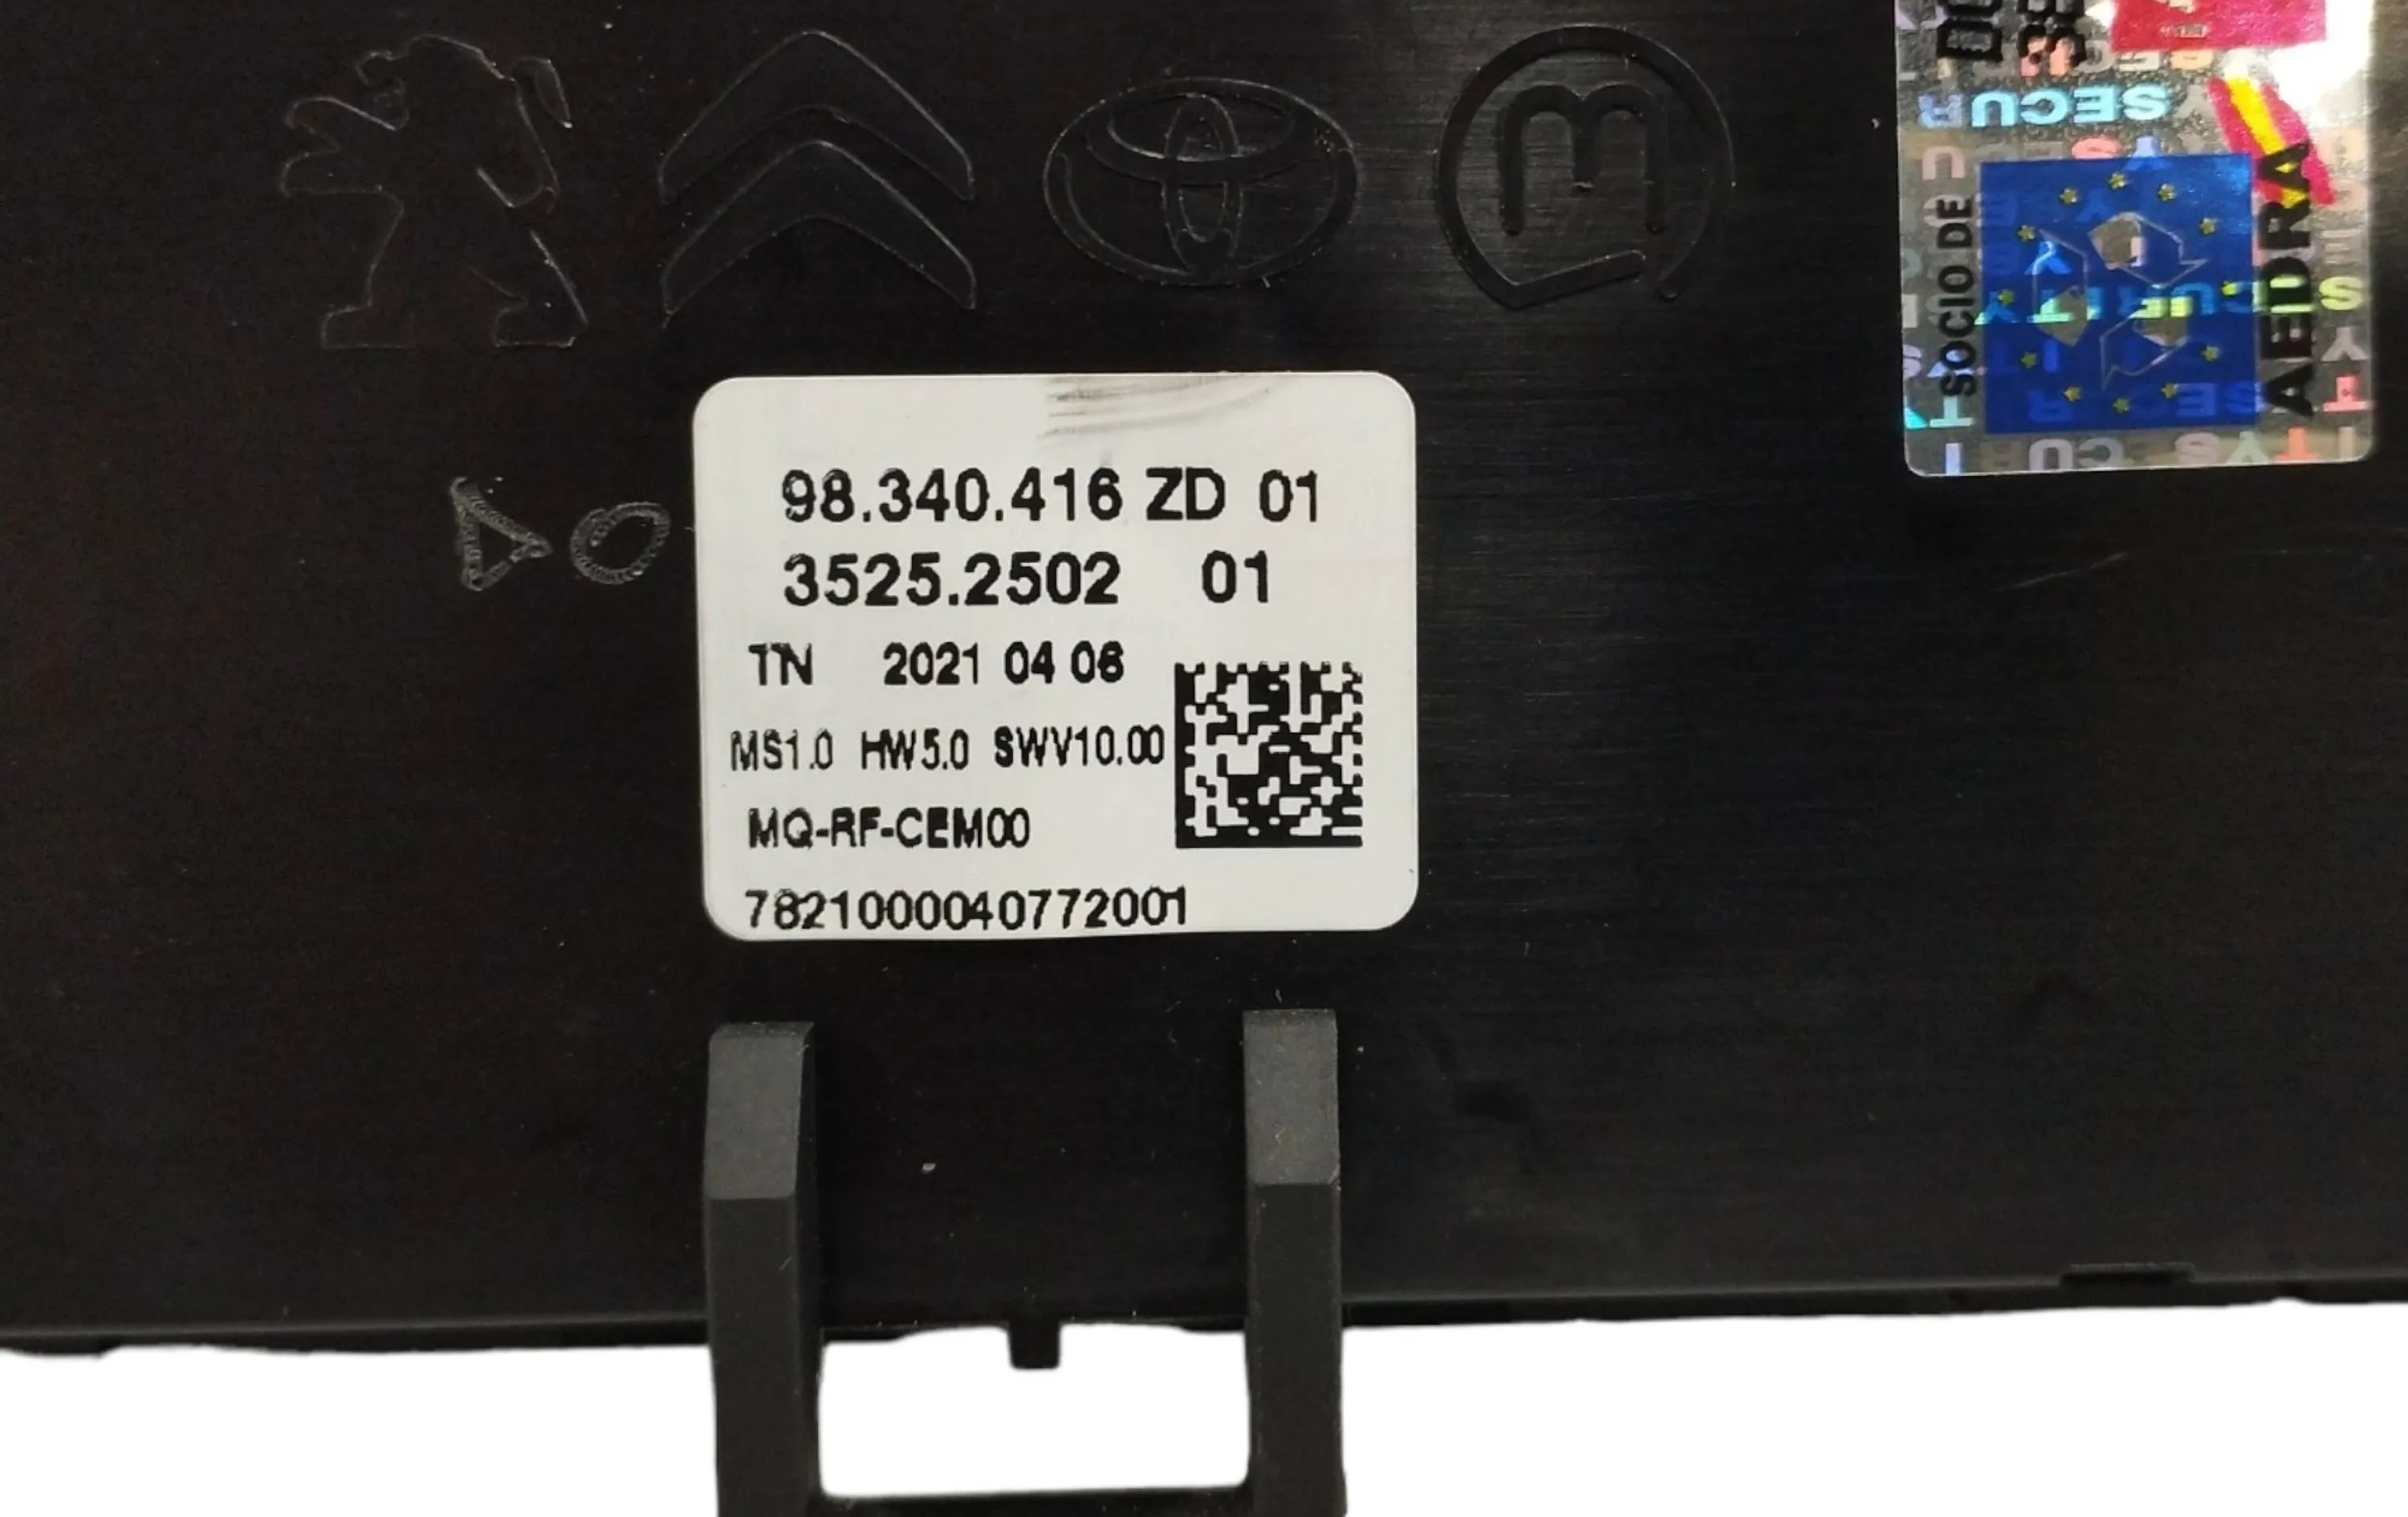 98.340.416 ZD 01
3525.2502 01
TN 2021 04 06
MS1.0 HW5.0 SWV10.00
MQ-RF-CEM00
7821000040772001
SOCIO DE
AEDRA